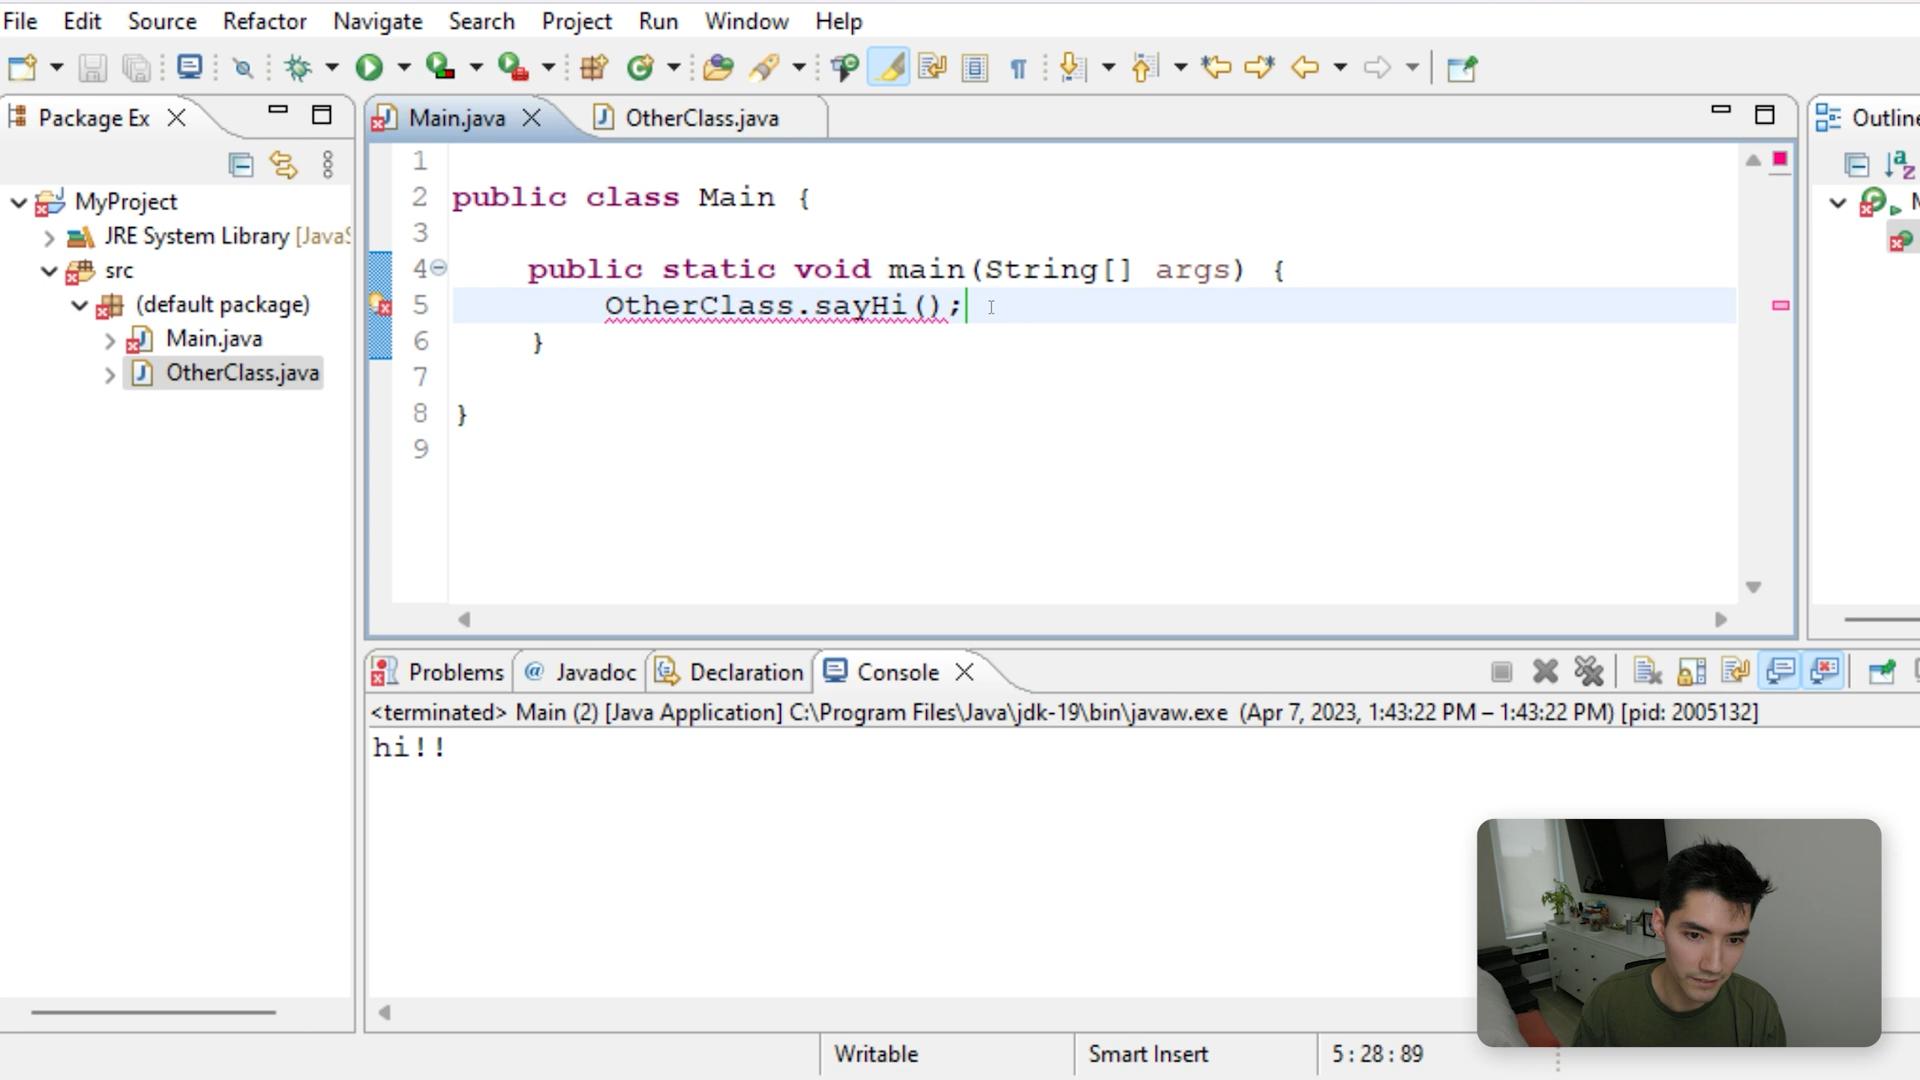 File Edit Source Refactor Navigate Search Project Run Window Help
Package Ex
Main.java
OtherClass.java
Outline
MyProject
JRE System Library [JavaS
src
(default package)
Main.java
OtherClass.java
1
2 public class Main {
3
4 public static void main(String[] args) {
5 OtherClass.sayHi();
6 }
7
8 }
9
M
Problems @ Javadoc Declaration Console
<terminated> Main (2) [Java Application] C:\Program Files\Java\jdk-19\bin\javaw.exe (Apr 7, 2023, 1:43:22 PM – 1:43:22 PM) [pid: 2005132]
hi!!
Writable Smart Insert 5 : 28 : 89